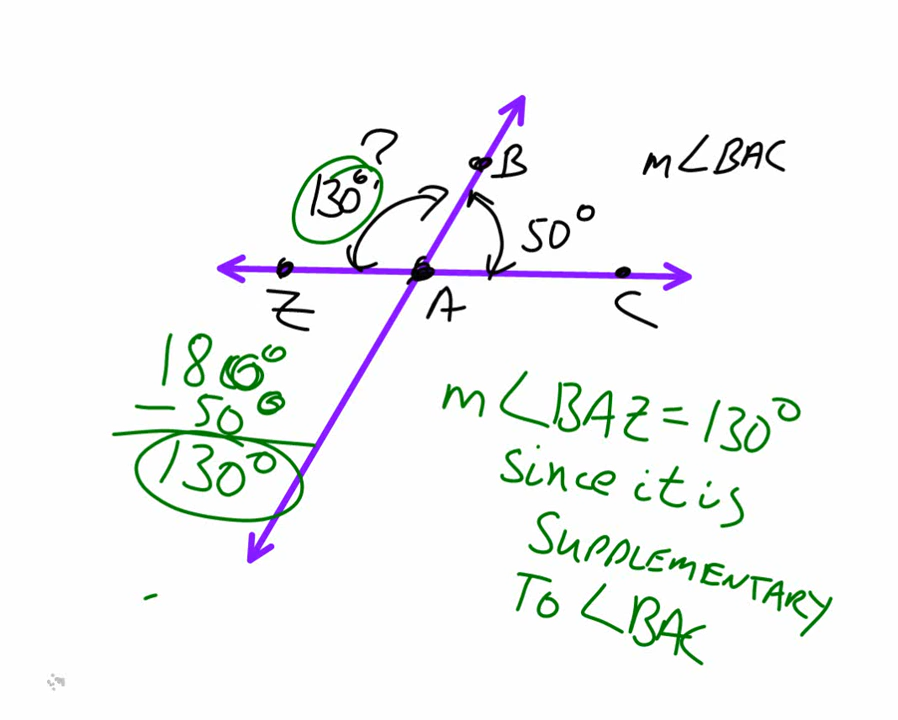 ?
130°
B
m∠BAC
50°
Z
A
C
180°
- 50°
130°
m∠BAZ = 130°
since it is
SUPPLEMENTARY
TO ∠BAC